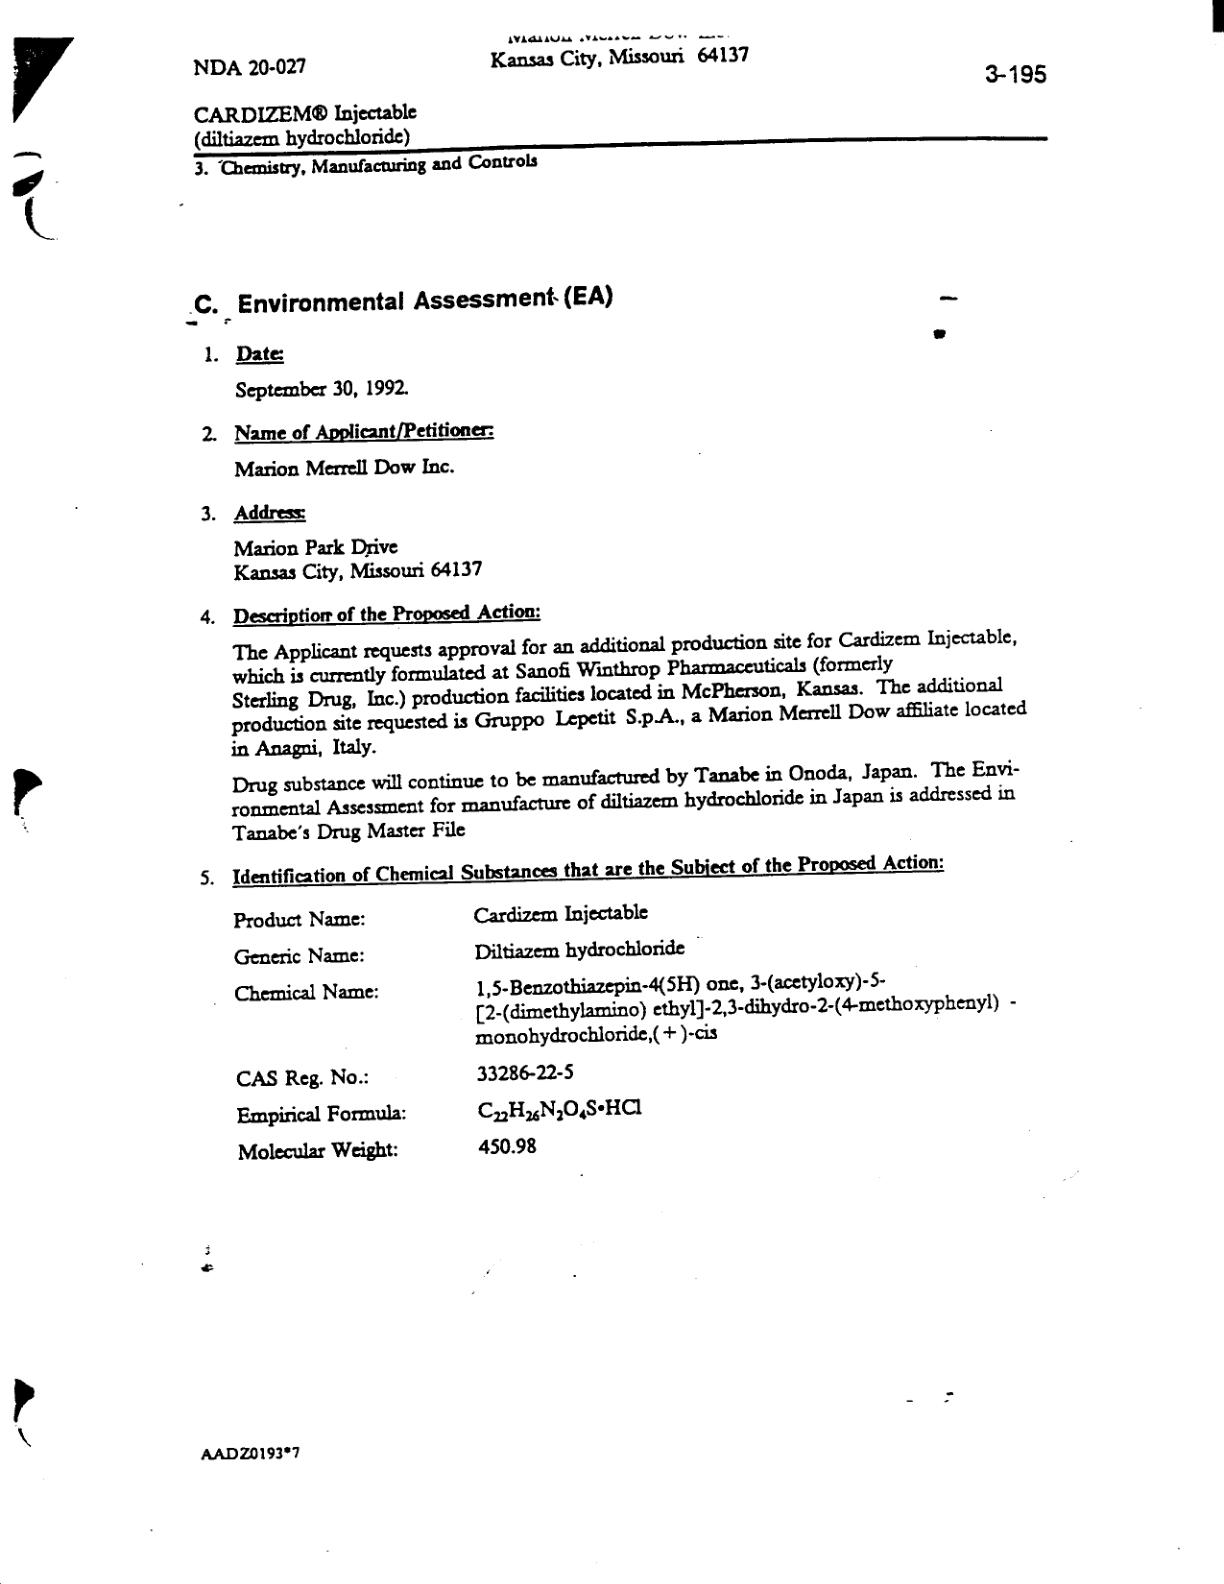 NDA 20-027
Kansas City, Missouri 64137
3-195
CARDIZEM® Injectable
(diltiazem hydrochloride)
3. Chemistry, Manufacturing and Controls
C. Environmental Assessment (EA)
1. Date:
September 30, 1992.
2. Name of Applicant/Petitioner:
Marion Merrell Dow Inc.
3. Address:
Marion Park Drive
Kansas City, Missouri 64137
4. Description of the Proposed Action:
The Applicant requests approval for an additional production site for Cardizem Injectable,
which is currently formulated at Sanofi Winthrop Pharmaceuticals (formerly
Sterling Drug, Inc.) production facilities located in McPherson, Kansas. The additional
production site requested is Gruppo Lepetit S.p.A., a Marion Merrell Dow affiliate located
in Anagni, Italy.
Drug substance will continue to be manufactured by Tanabe in Onoda, Japan. The Envi-
ronmental Assessment for manufacture of diltiazem hydrochloride in Japan is addressed in
Tanabe's Drug Master File
5. Identification of Chemical Substances that are the Subject of the Proposed Action:
Product Name: Cardizem Injectable
Generic Name: Diltiazem hydrochloride
Chemical Name: 1,5-Benzothiazepin-4(5H) one, 3-(acetyloxy)-5-
[2-(dimethylamino) ethyl]-2,3-dihydro-2-(4-methoxyphenyl) -
monohydrochloride,(+)-cis
CAS Reg. No.: 33286-22-5
Empirical Formula: C₂₂H₂₆N₂O₄S•HCl
Molecular Weight: 450.98
AADZ0193*7